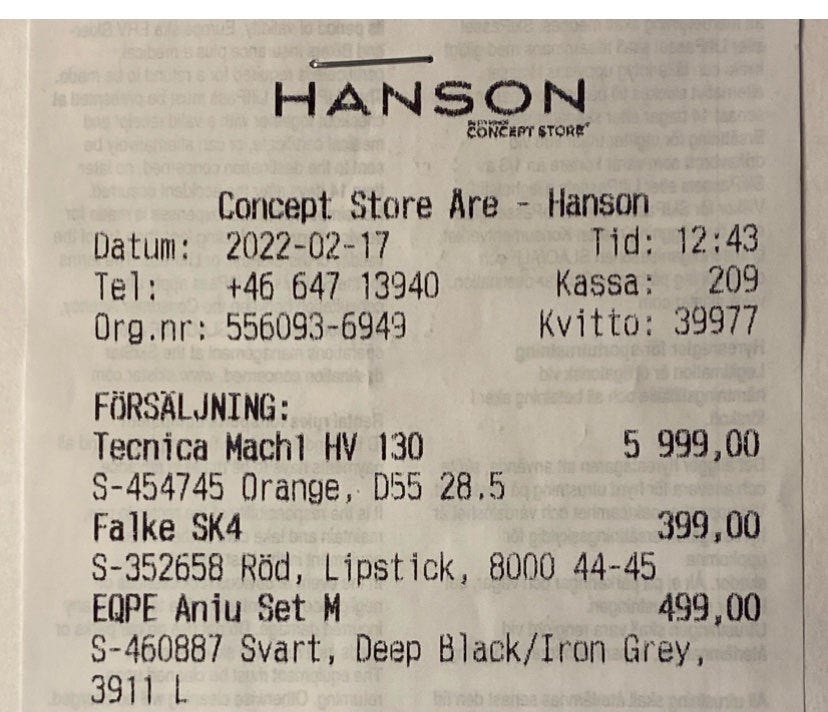 HANSON
CONCEPT STORE
Concept Store Åre - Hanson
Datum: 2022-02-17 Tid: 12:43
Tel: +46 647 13940 Kassa: 209
Org.nr: 556093-6949 Kvitto: 39977
FÖRSÄLJNING:
Tecnica Mach1 HV 130 5 999,00
S-454745 Orange, D55 28.5
Falke SK4 399,00
S-352658 Röd, Lipstick, 8000 44-45
EQPE Aniu Set M 499,00
S-460887 Svart, Deep Black/Iron Grey,
3911 L